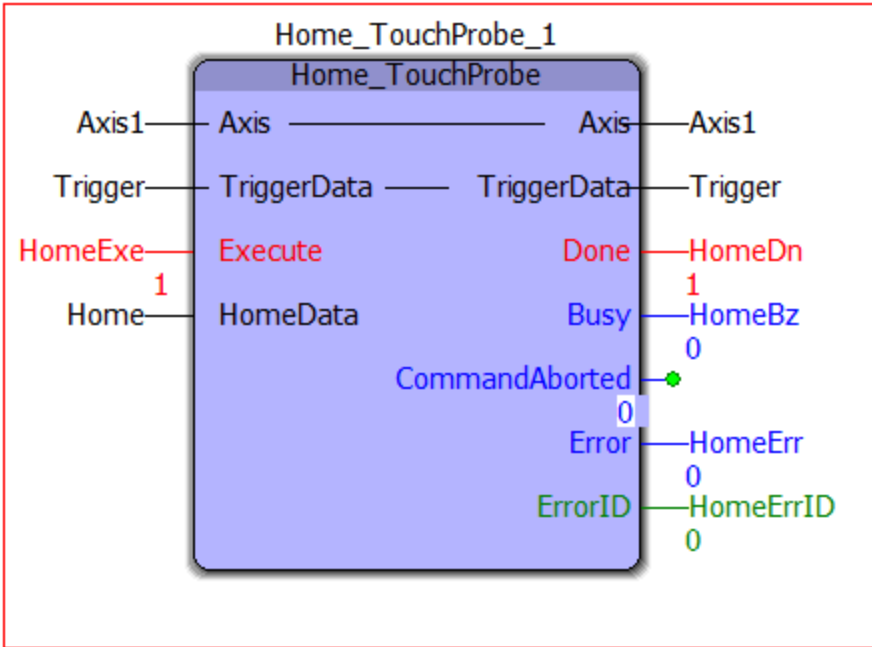 Home_TouchProbe_1
Home_TouchProbe
Axis1 Axis Axis Axis1
Trigger TriggerData TriggerData Trigger
HomeExe Execute Done HomeDn
1 1
Home HomeData Busy HomeBz
0
CommandAborted
0
Error HomeErr
0
ErrorID HomeErrID
0